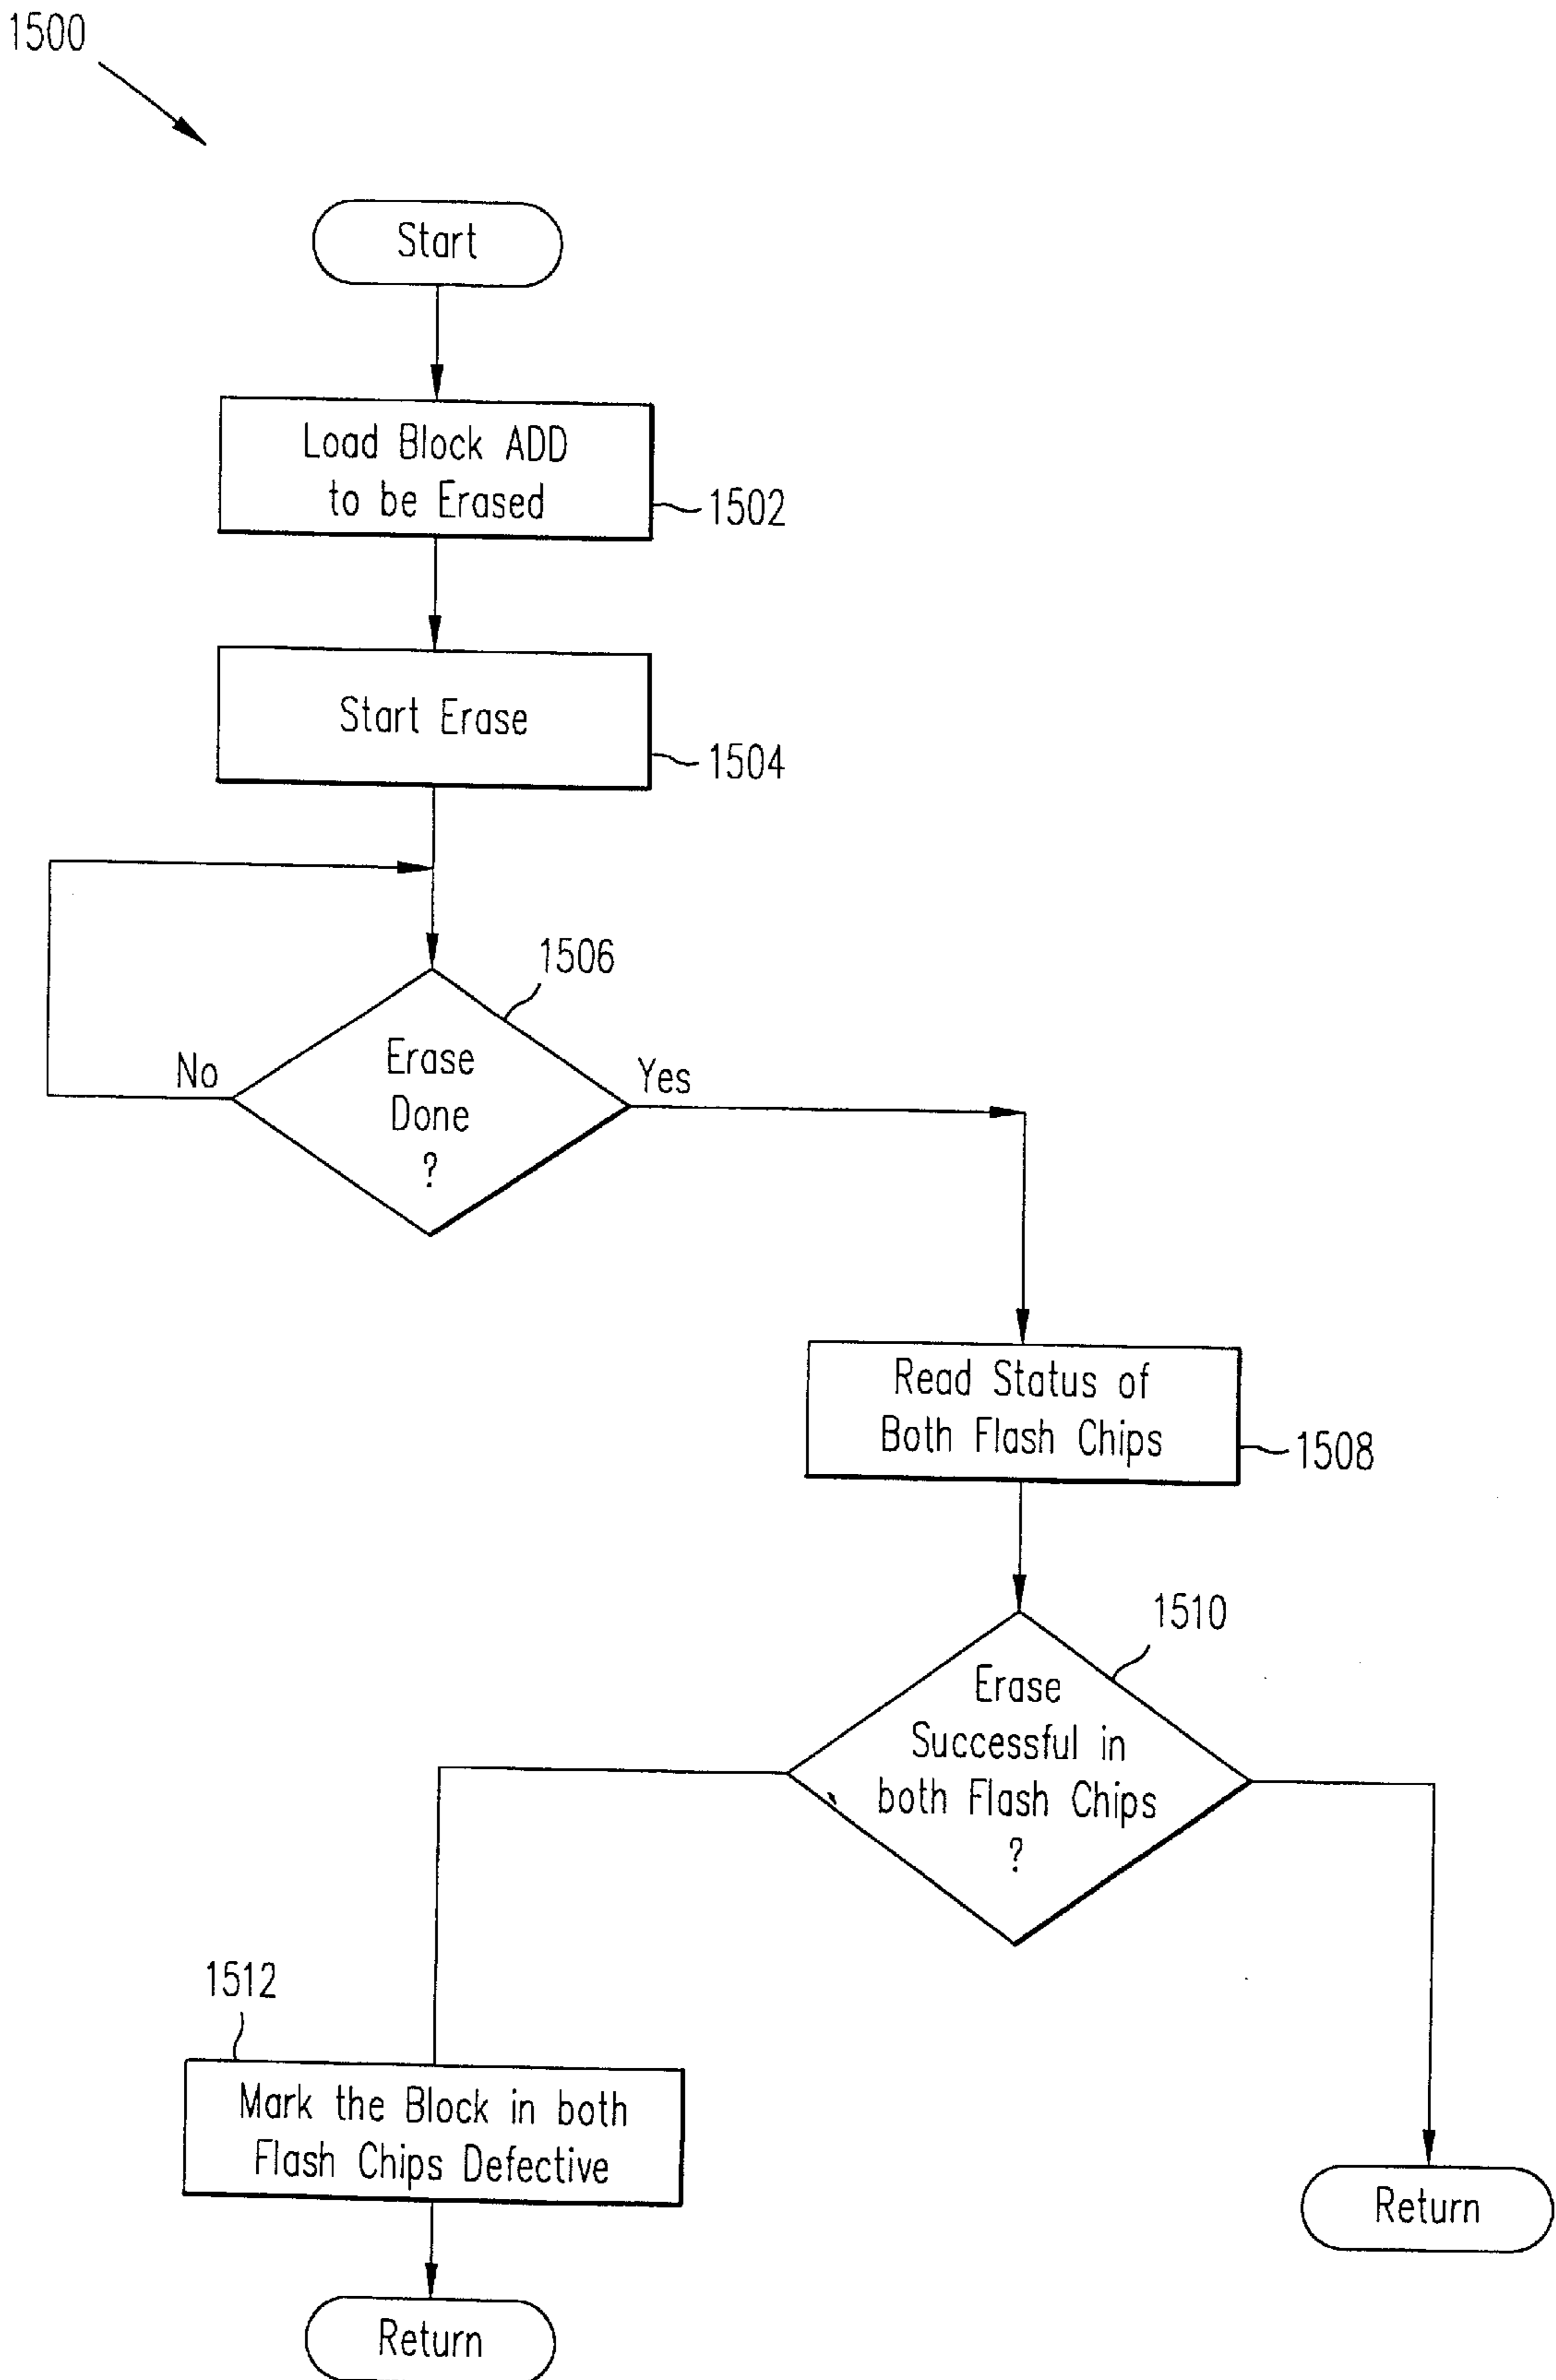 1500
Start
Load Block ADD
to be Erased
1502
Start Erase
1504
1506
No
Erase
Done
?
Yes
Read Status of
Both Flash Chips
1508
1510
Erase
Successful in
both Flash Chips
?
1512
Mark the Block in both
Flash Chips Defective
Return
Return